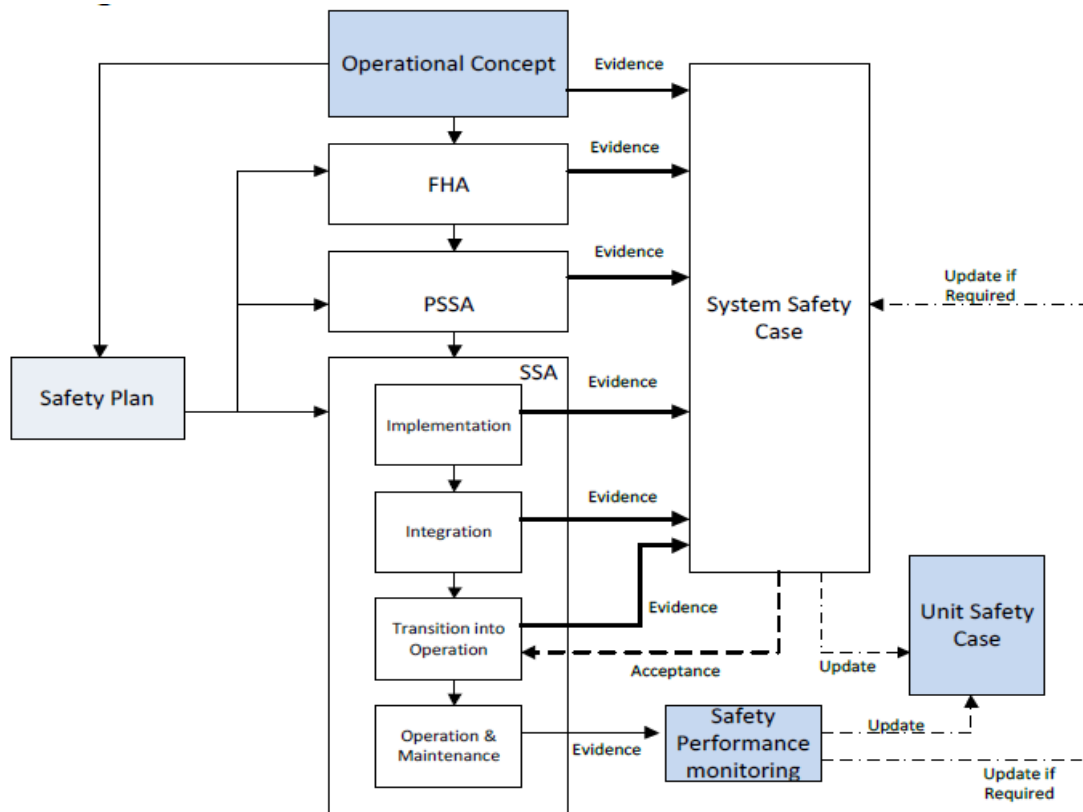 Operational Concept
Evidence
FHA
Evidence
PSSA
Evidence
System Safety
Case
Update if
Required
Safety Plan
SSA
Implementation
Evidence
Integration
Evidence
Transition into
Operation
Evidence
Acceptance
Update
Unit Safety
Case
Operation &
Maintenance
Evidence
Safety
Performance
monitoring
Update
Update if
Required